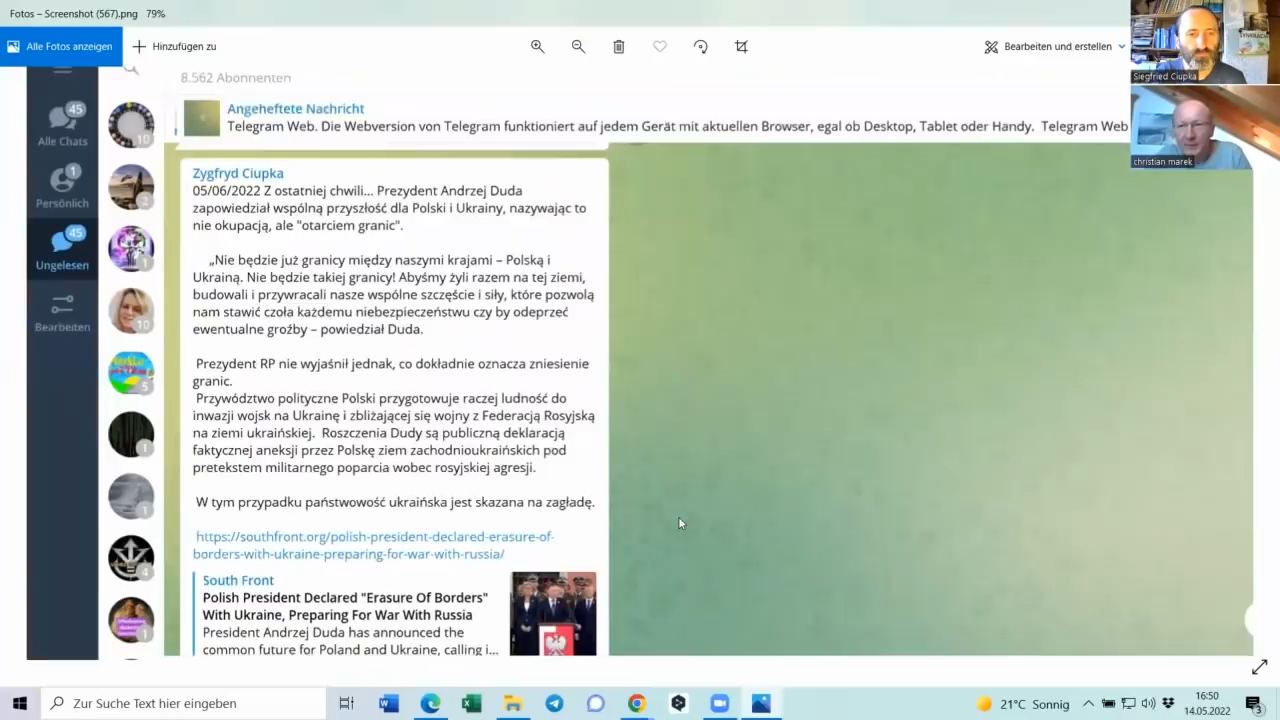 Fotos – Screenshot (567).png 79%
Alle Fotos anzeigen
Hinzufügen zu
Bearbeiten und erstellen
Siegfried Ciupka
christian marek
8.562 Abonnenten
Angeheftete Nachricht
Telegram Web. Die Webversion von Telegram funktioniert auf jedem Gerät mit aktuellen Browser, egal ob Desktop, Tablet oder Handy. Telegram Web
45
Alle Chats
1
Persönlich
45
Ungelesen
Bearbeiten
10
2
1
10
5
1
1
4
1
Zygfryd Ciupka
05/06/2022 Z ostatniej chwili... Prezydent Andrzej Duda
zapowiedział wspólną przyszłość dla Polski i Ukrainy, nazywając to
nie okupacją, ale "otarciem granic".
„Nie będzie już granicy między naszymi krajami – Polską i
Ukrainą. Nie będzie takiej granicy! Abyśmy żyli razem na tej ziemi,
budowali i przywracali nasze wspólne szczęście i siły, które pozwolą
nam stawić czoła każdemu niebezpieczeństwu czy by odeprzeć
ewentualne groźby – powiedział Duda.
Prezydent RP nie wyjaśnił jednak, co dokładnie oznacza zniesienie
granic.
Przywództwo polityczne Polski przygotowuje raczej ludność do
inwazji wojsk na Ukrainę i zbliżającej się wojny z Federacją Rosyjską
na ziemi ukraińskiej. Roszczenia Dudy są publiczną deklaracją
faktycznej aneksji przez Polskę ziem zachodnioukraińskich pod
pretekstem militarnego poparcia wobec rosyjskiej agresji.
W tym przypadku państwowość ukraińska jest skazana na zagładę.
https://southfront.org/polish-president-declared-erasure-of-
borders-with-ukraine-preparing-for-war-with-russia/
South Front
Polish President Declared "Erasure Of Borders"
With Ukraine, Preparing For War With Russia
President Andrzej Duda has announced the
common future for Poland and Ukraine, calling i...
Zur Suche Text hier eingeben
21°C Sonnig
16:50
14.05.2022
3